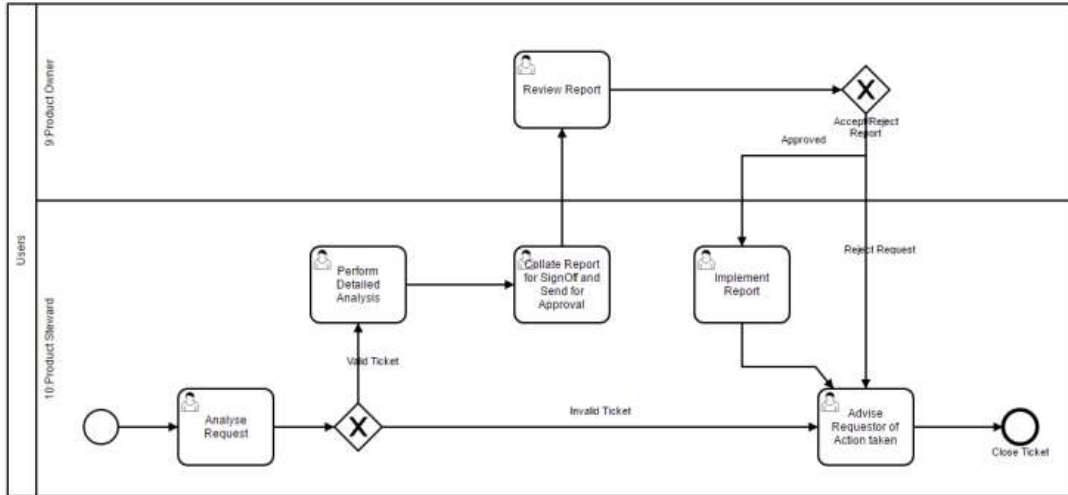 Users
9:Product Owner
10:Product Steward
Review Report
Accept/Reject
Report
Approved
Perform
Detailed
Analysis
Collate Report
for SignOff and
Send for
Approval
Implement
Report
Reject Request
Valid Ticket
Analyse
Request
Invalid Ticket
Advise
Requestor of
Action taken
Close Ticket